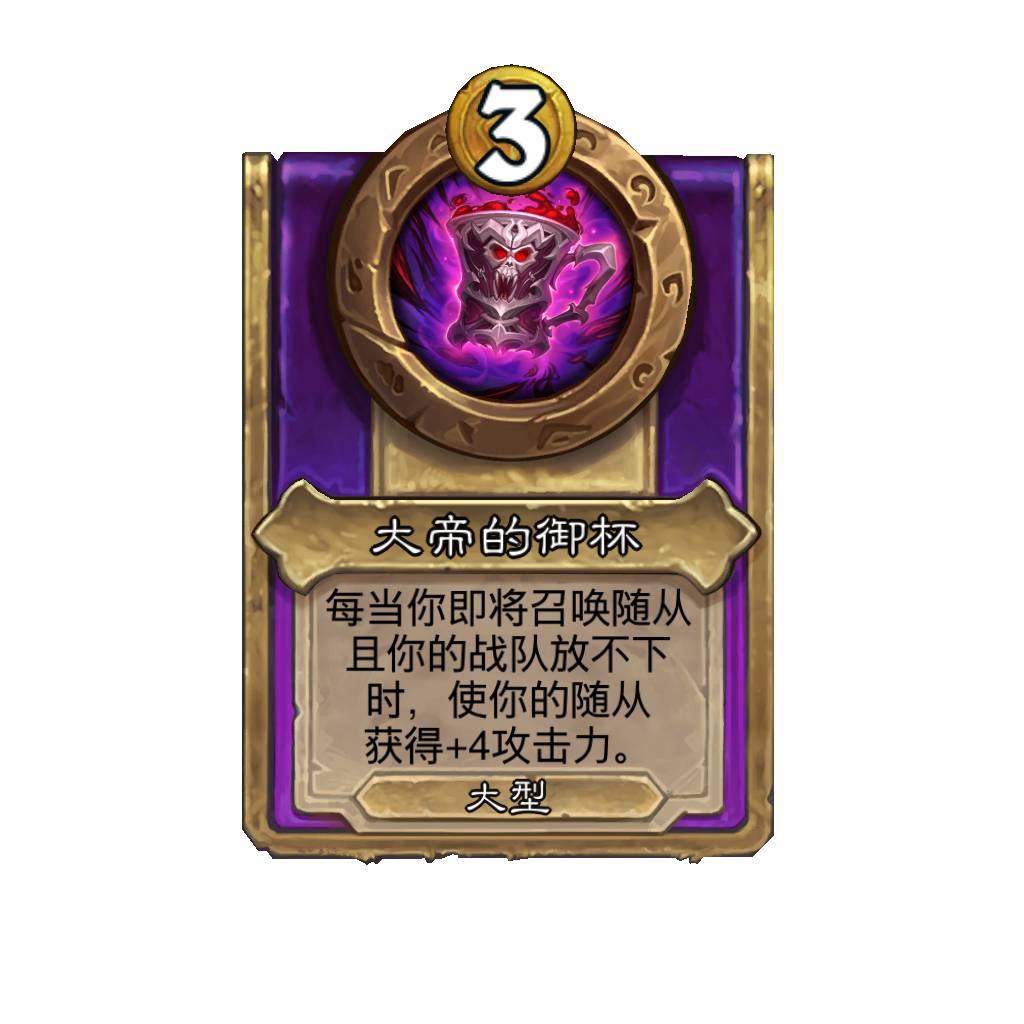 3
大帝的御杯
每当你即将召唤随从
且你的战队放不下
时，使你的随从
获得+4攻击力。
大型